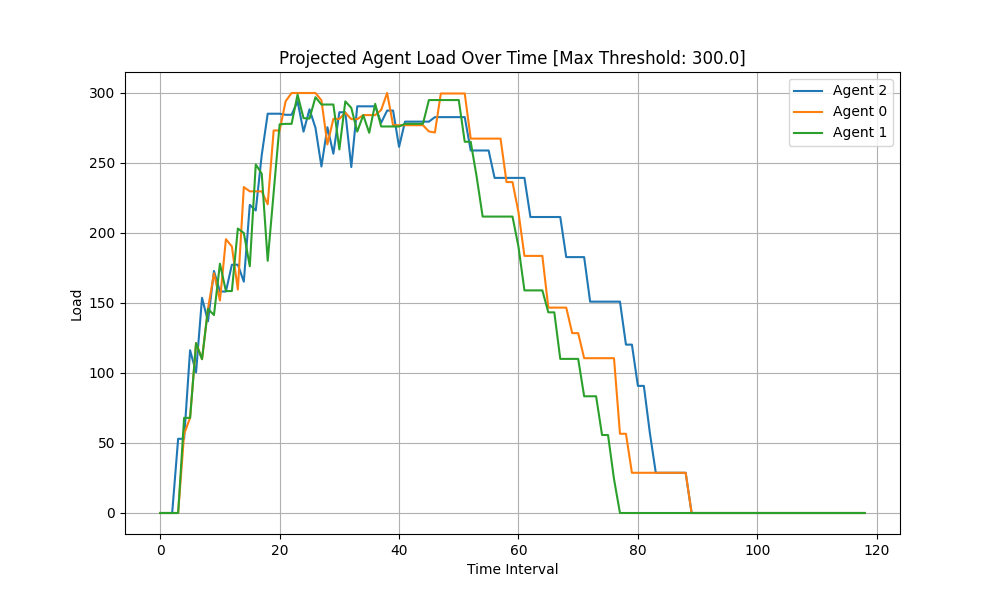 Projected Agent Load Over Time [Max Threshold: 300.0]
Agent 2
Agent 0
Agent 1
Load
300
250
200
150
100
50
0
0 20 40 60 80 100 120
Time Interval